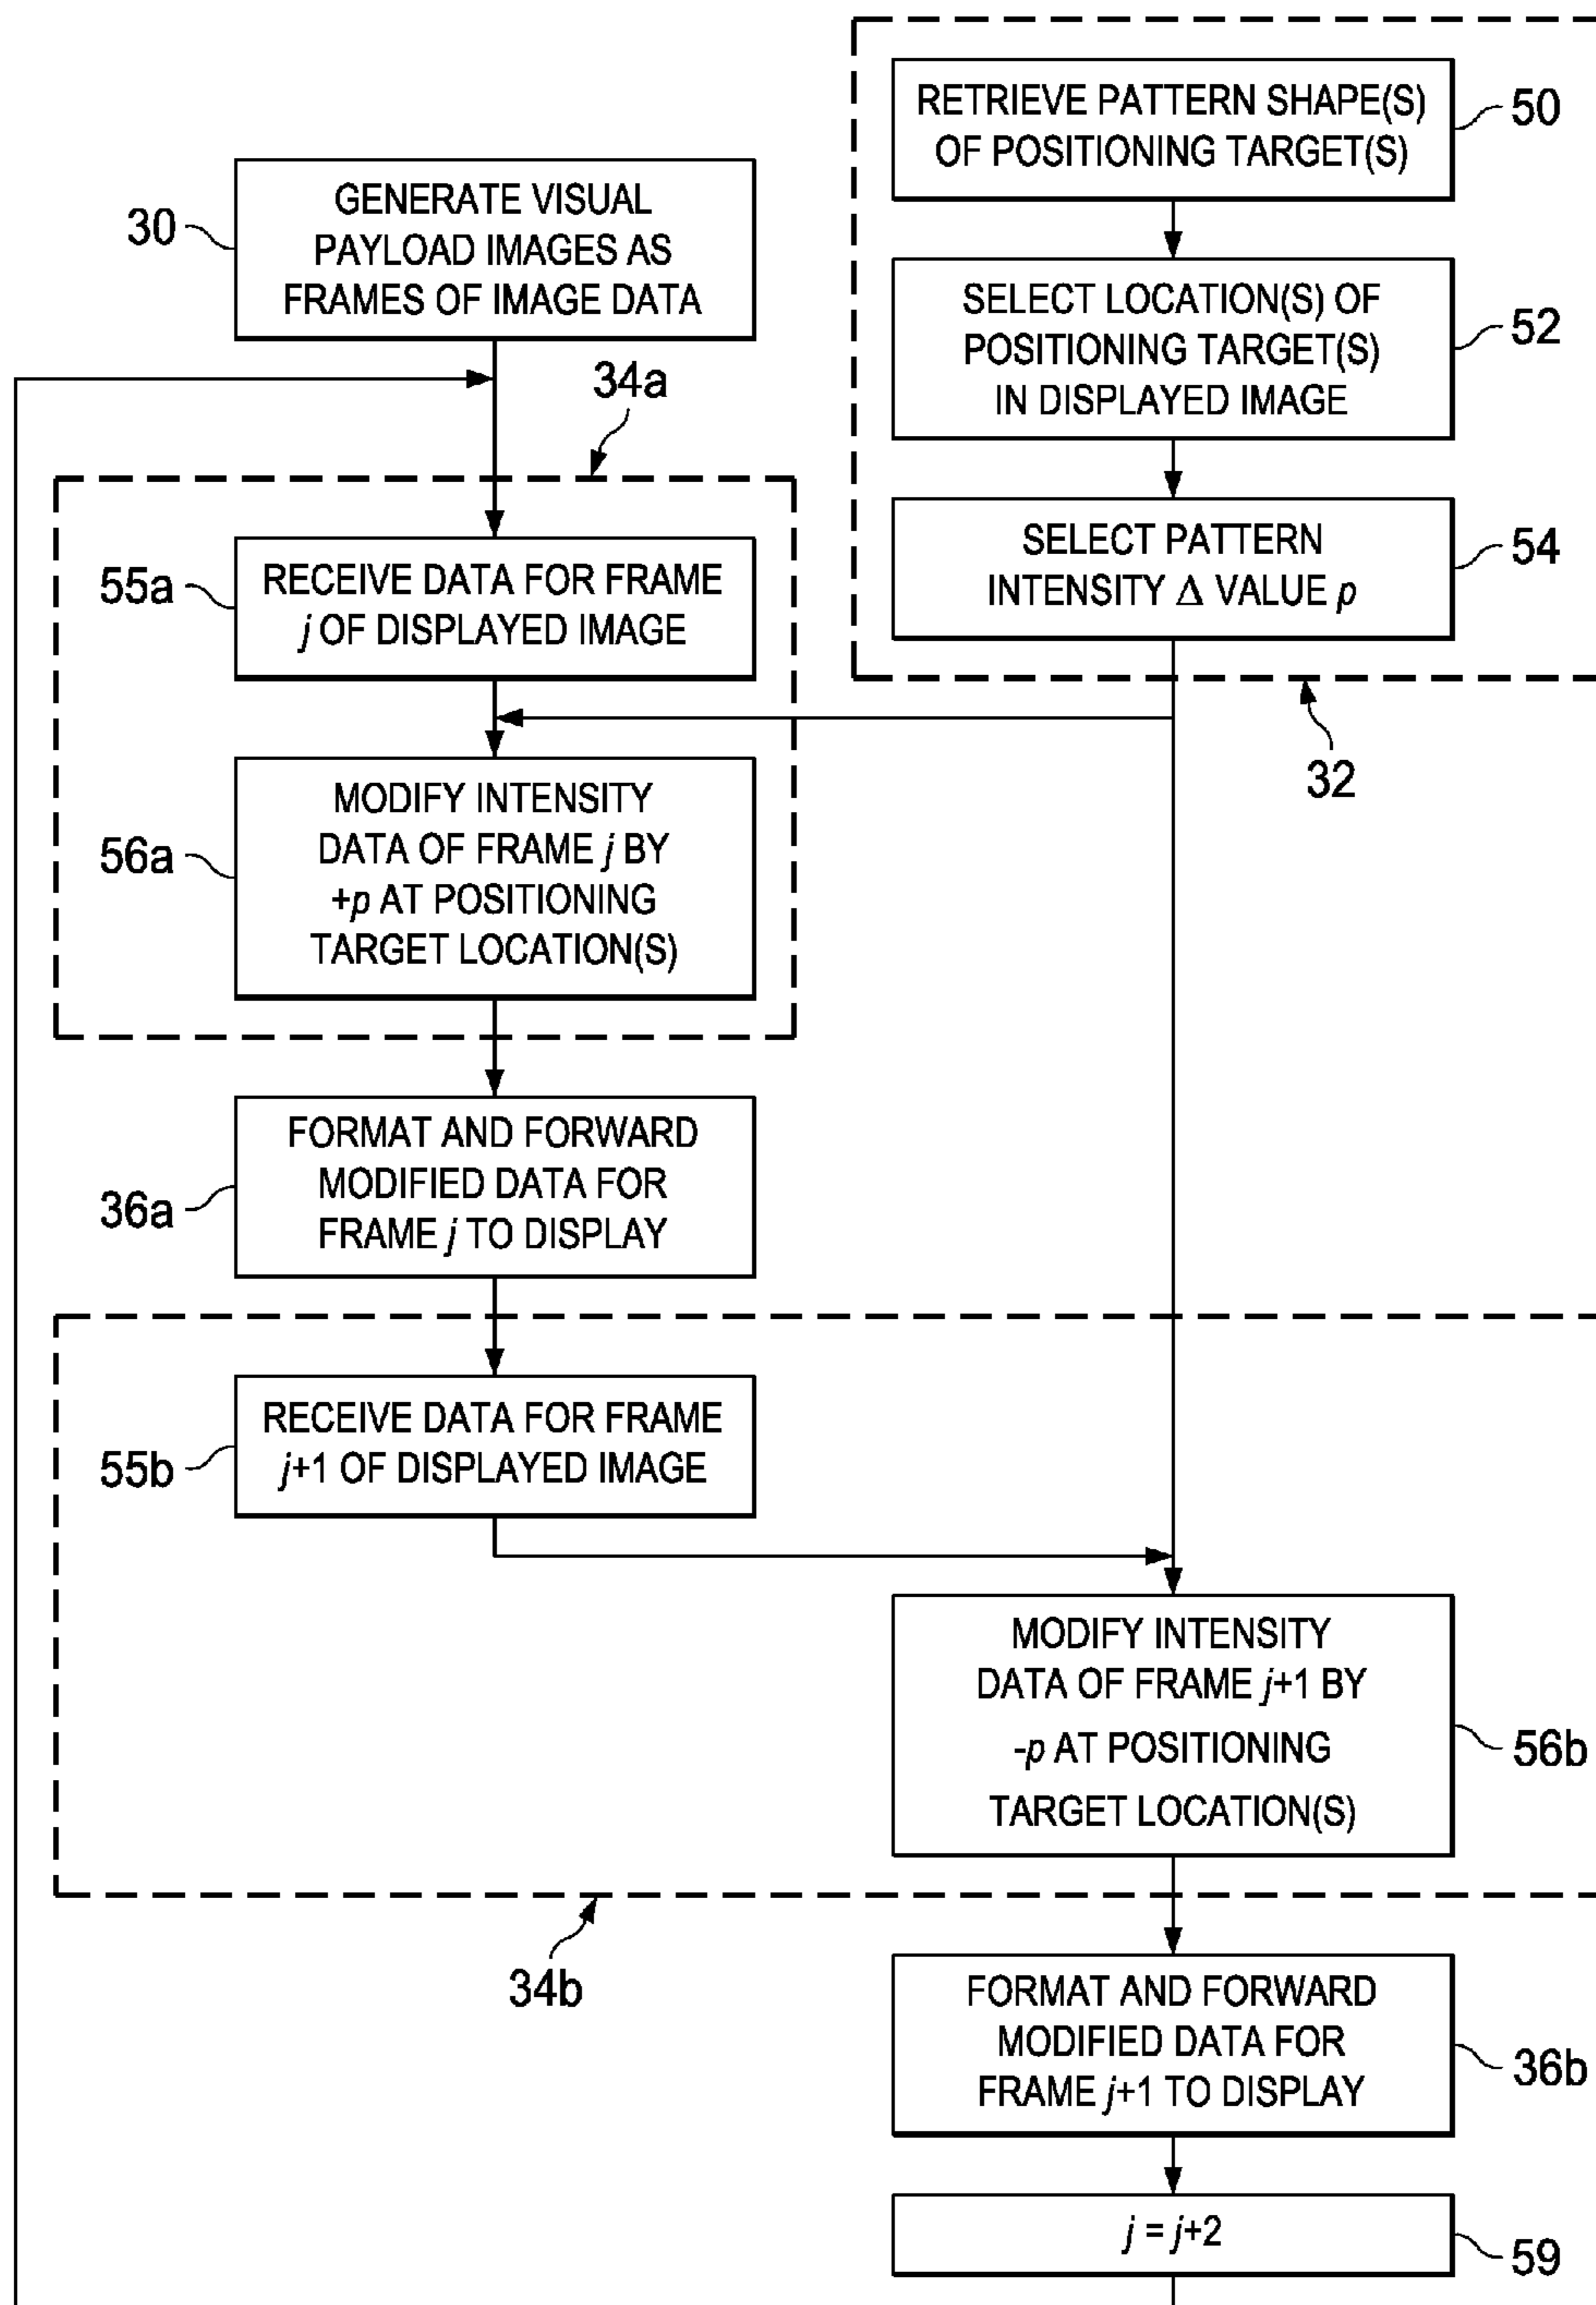 RETRIEVE PATTERN SHAPE(S)
OF POSITIONING TARGET(S)
50
GENERATE VISUAL
PAYLOAD IMAGES AS
FRAMES OF IMAGE DATA
30
SELECT LOCATION(S) OF
POSITIONING TARGET(S)
IN DISPLAYED IMAGE
52
34a
SELECT PATTERN
INTENSITY Δ VALUE p
54
32
RECEIVE DATA FOR FRAME
j OF DISPLAYED IMAGE
55a
MODIFY INTENSITY
DATA OF FRAME j BY
+p AT POSITIONING
TARGET LOCATION(S)
56a
FORMAT AND FORWARD
MODIFIED DATA FOR
FRAME j TO DISPLAY
36a
RECEIVE DATA FOR FRAME
j+1 OF DISPLAYED IMAGE
55b
MODIFY INTENSITY
DATA OF FRAME j+1 BY
-p AT POSITIONING
TARGET LOCATION(S)
56b
34b
FORMAT AND FORWARD
MODIFIED DATA FOR
FRAME j+1 TO DISPLAY
36b
j = j+2
59